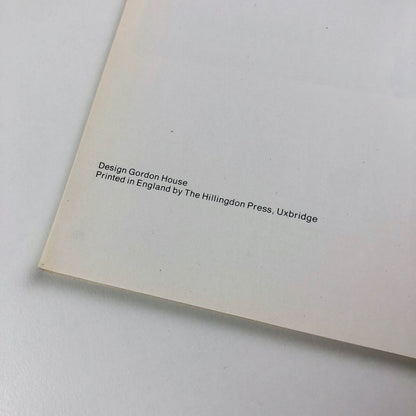 Design Gordon House
Printed in England by The Hillingdon Press, Uxbridge